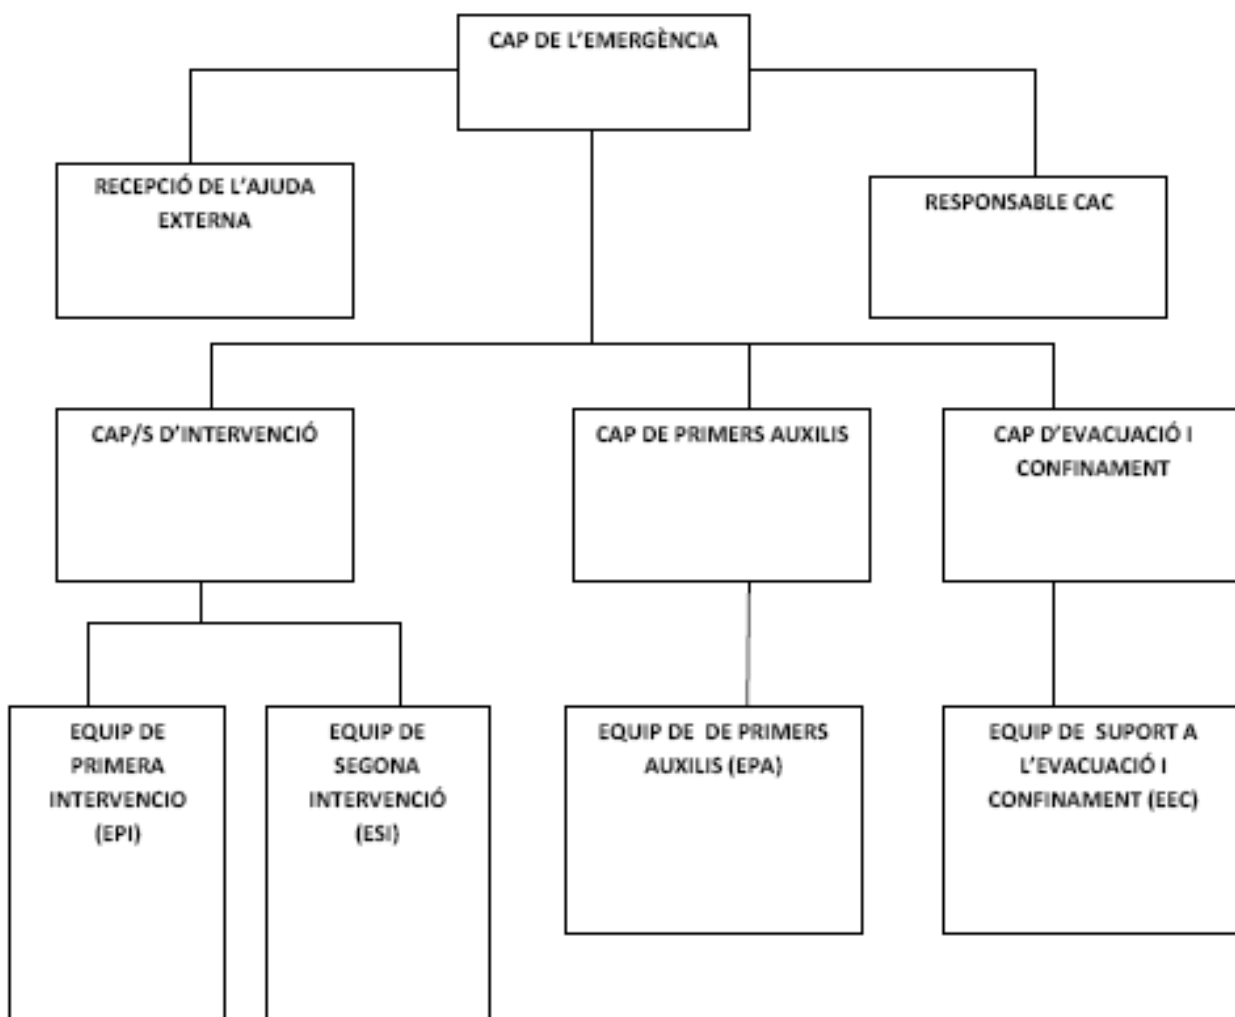 CAP DE L'EMERGÈNCIA
RECEPCIÓ DE L'AJUDA
EXTERNA
RESPONSABLE CAC
CAP/S D'INTERVENCIÓ
CAP DE PRIMERS AUXILIS
CAP D'EVACUACIÓ I
CONFINAMENT
EQUIP DE
PRIMERA
INTERVENCIO
(EPI)
EQUIP DE
SEGONA
INTERVENCIÓ
(ESI)
EQUIP DE  DE PRIMERS
AUXILIS (EPA)
EQUIP DE  SUPORT A
L'EVACUACIÓ I
CONFINAMENT (EEC)